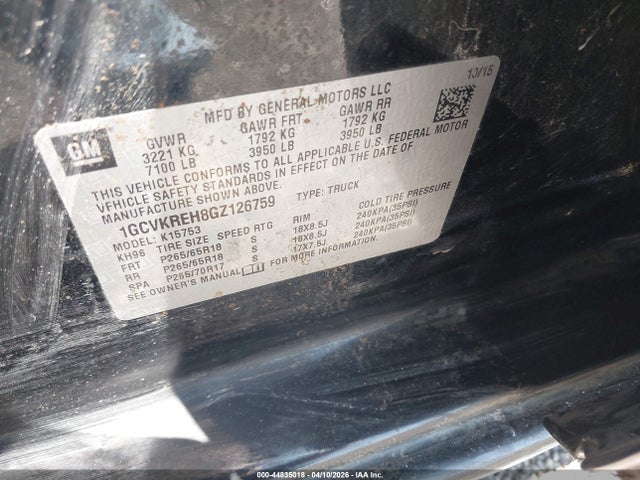 10/15
GM
MFD BY GENERAL MOTORS LLC
GVWR GAWR FRT GAWR RR
3221 KG 1792 KG 1792 KG
7100 LB 3950 LB 3950 LB
THIS VEHICLE CONFORMS TO ALL APPLICABLE U.S. FEDERAL MOTOR
VEHICLE SAFETY STANDARDS IN EFFECT ON THE DATE OF
MANUFACTURE SHOWN ABOVE.
1GCVKREH8GZ126759 TYPE: TRUCK
MODEL: K15753
KH96 TIRE SIZE SPEED RTG RIM COLD TIRE PRESSURE
FRT P265/65R18 S 18X8.5J 240KPA(35PSI)
RR P265/65R18 S 18X8.5J 240KPA(35PSI)
SPA P255/70R17 S 17X7.5J 240KPA(35PSI)
SEE OWNER'S MANUAL FOR MORE INFORMATION.
000-44835018 - 04/10/2026 - IAA Inc.